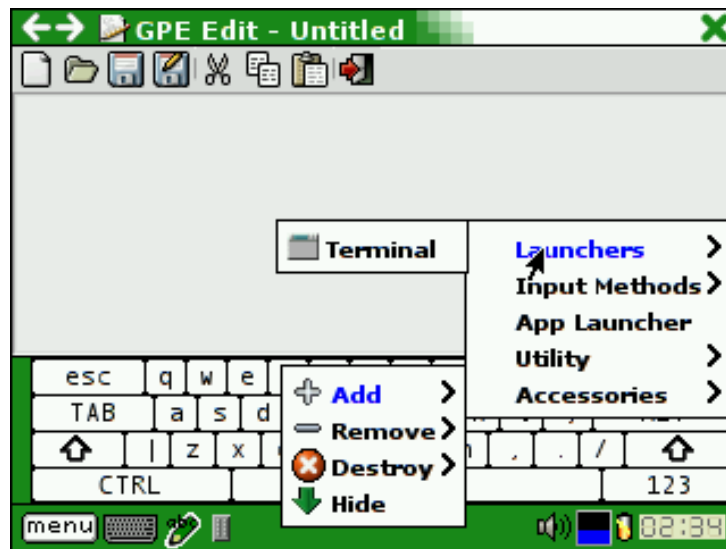 GPE Edit - Untitled
Terminal
Launchers
Input Methods
App Launcher
Utility
Accessories
Add
Remove
Destroy
Hide
esc q w e
TAB a s d
| z x , . /
CTRL 123
menu abc 02:34